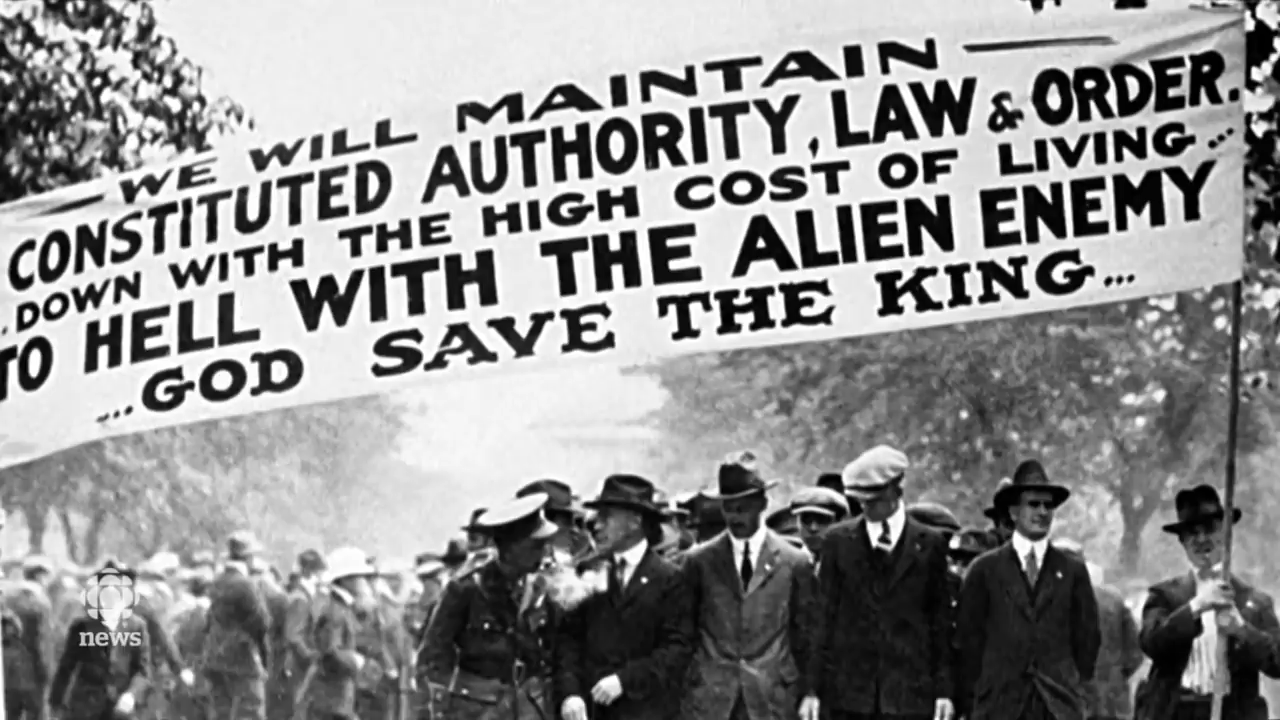 WE WILL MAINTAIN —
CONSTITUTED AUTHORITY, LAW & ORDER.
.DOWN WITH THE HIGH COST OF LIVING...
TO HELL WITH THE ALIEN ENEMY
...GOD SAVE THE KING...
news